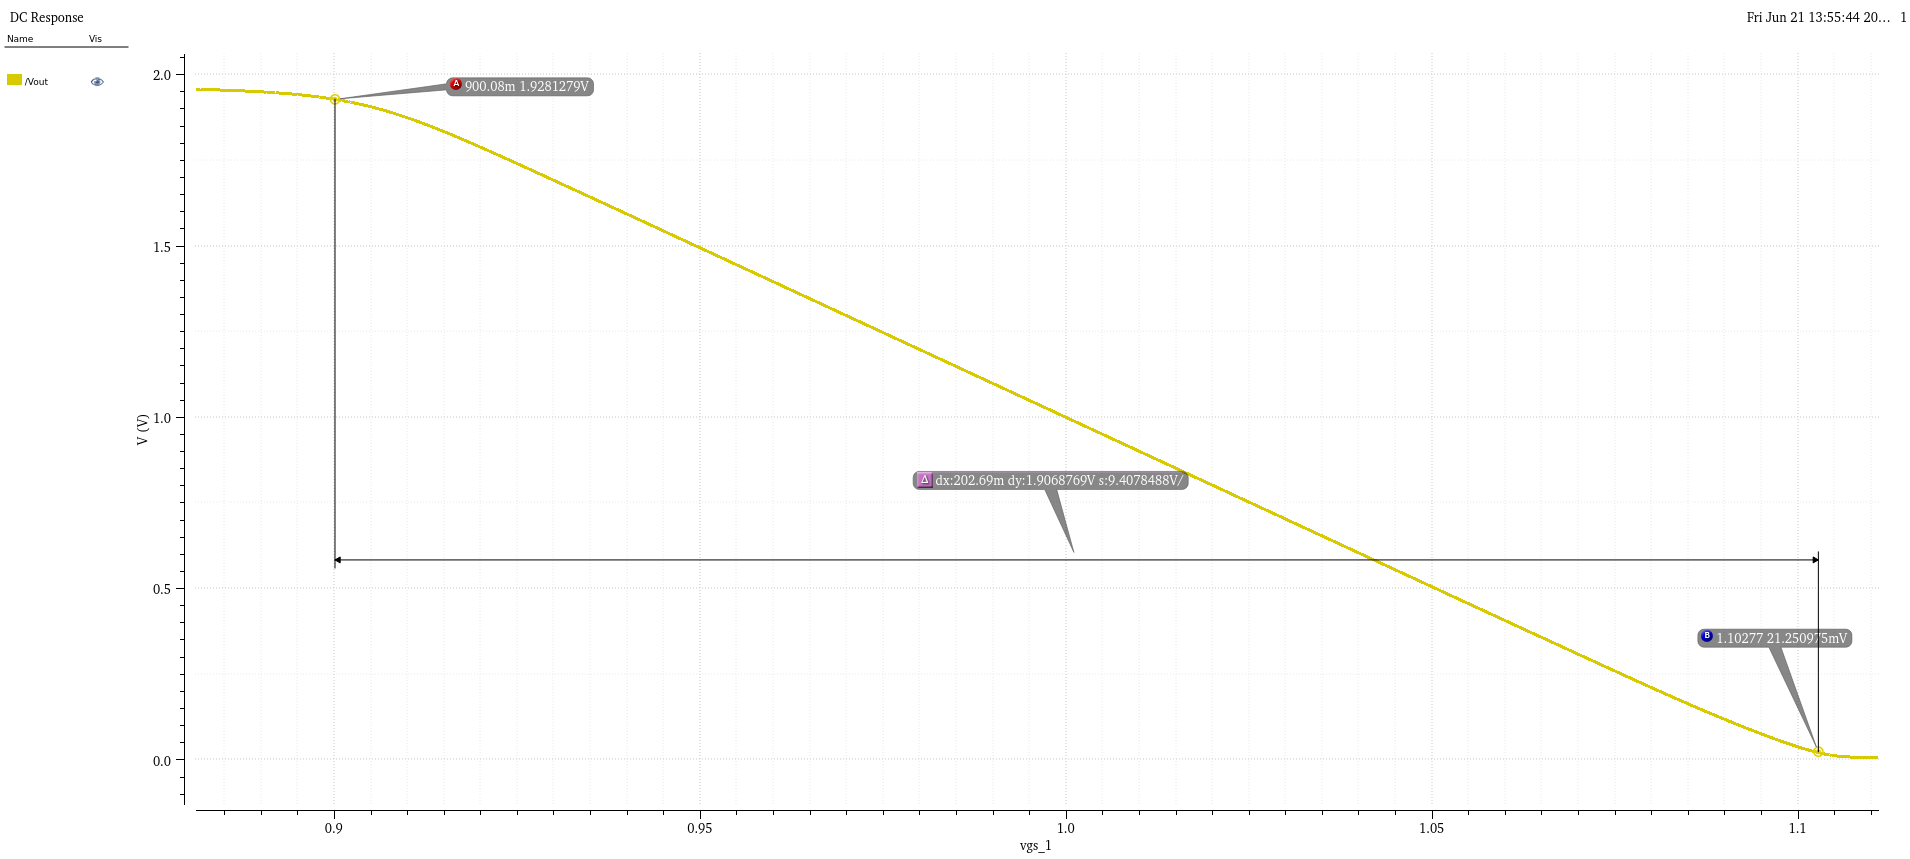 DC Response
Fri Jun 21 13:55:44 20... 1
Name Vis
/Vout
2.0
1.5
1.0
0.5
0.0
V (V)
A 900.08m 1.9281279V
Δ dx:202.69m dy:1.9068769V s:9.4078488V/
B 1.10277 21.250975mV
0.9 0.95 1.0 1.05 1.1
vgs_1